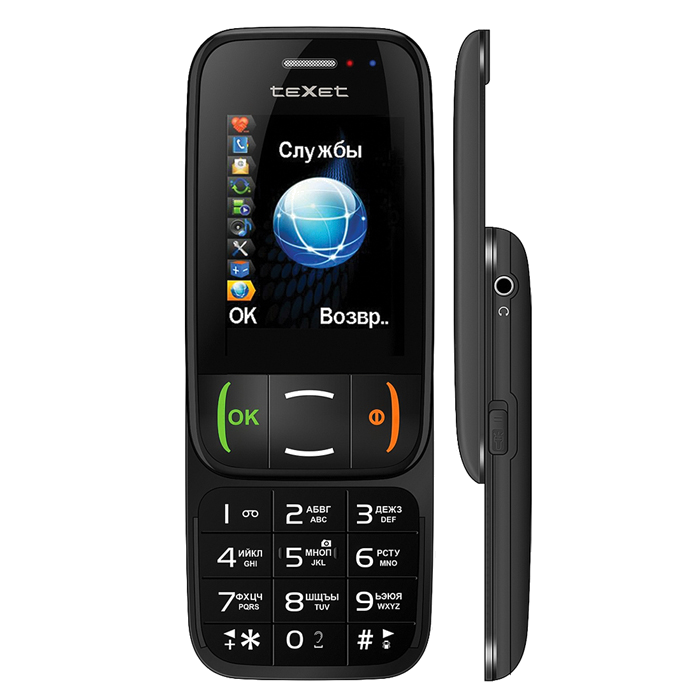 teXet
Службы
OK Возвр..
OK
1 2 АБВГ ABC 3 ДЕЖЗ DEF
4 ИЙКЛ GHI 5 МНОП JKL 6 РСТУ MNO
7 ФХЦЧ PQRS 8 ШЩЪЫ TUV 9 ЬЭЮЯ WXYZ
+ * 0 #